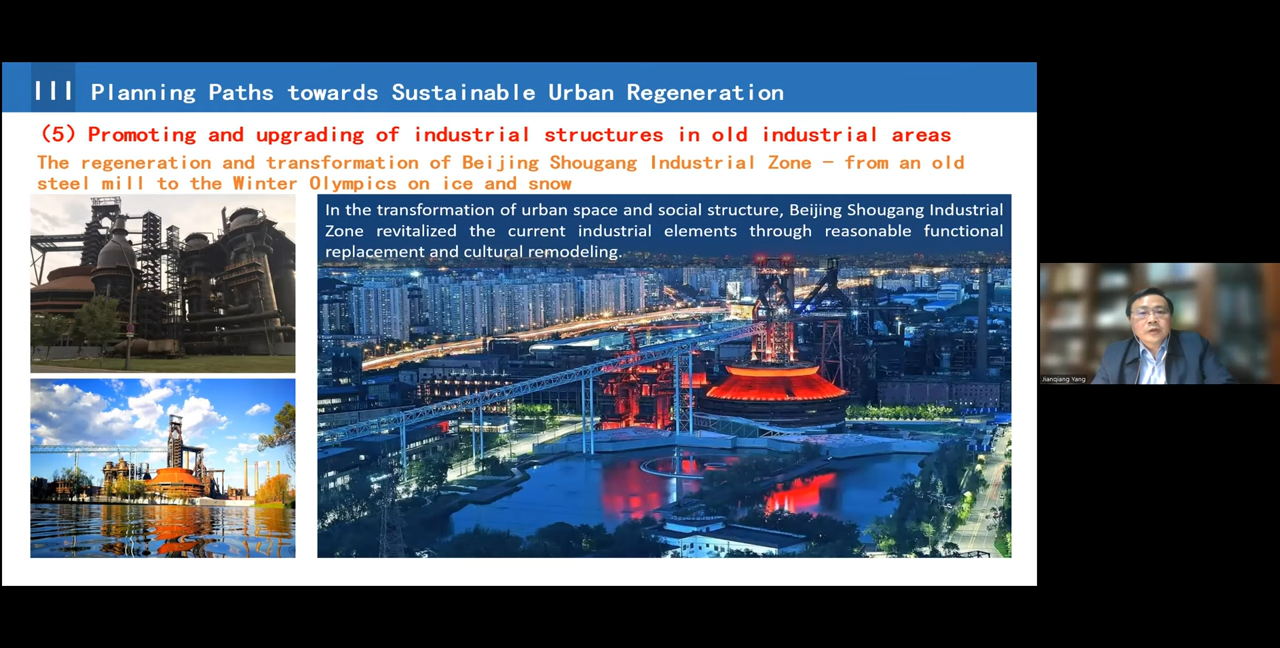 III Planning Paths towards Sustainable Urban Regeneration
（5）Promoting and upgrading of industrial structures in old industrial areas
The regeneration and transformation of Beijing Shougang Industrial Zone – from an old
steel mill to the Winter Olympics on ice and snow
In the transformation of urban space and social structure, Beijing Shougang Industrial
Zone revitalized the current industrial elements through reasonable functional
replacement and cultural remodeling.
Jianqiang Yang